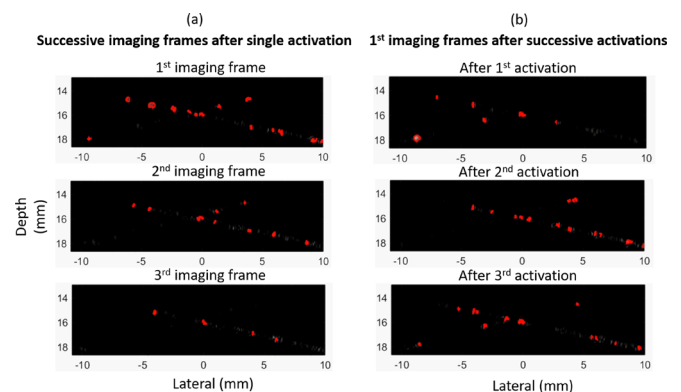 (a)
Successive imaging frames after single activation
1st imaging frame
14
16
18
-10 -5 0 5 10
2nd imaging frame
14
16
18
-10 -5 0 5 10
3rd imaging frame
14
16
18
-10 -5 0 5 10
Depth
(mm)
Lateral (mm)
(b)
1st imaging frames after successive activations
After 1st activation
14
16
18
-10 -5 0 5 10
After 2nd activation
14
16
18
-10 -5 0 5 10
After 3rd activation
14
16
18
-10 -5 0 5 10
Lateral (mm)